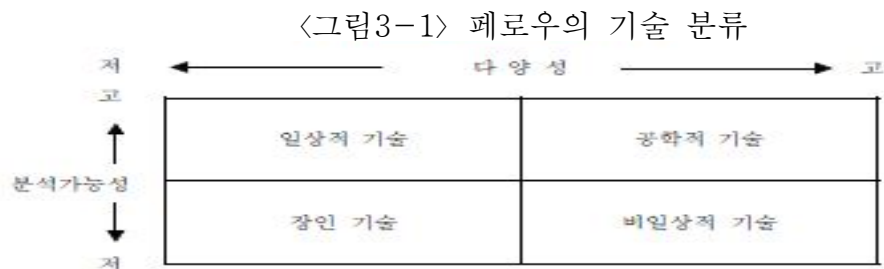 〈그림3-1〉 페로우의 기술 분류
저 다 양 성 고
고
일상적 기술 공학적 기술
분석가능성
장인 기술 비일상적 기술
저